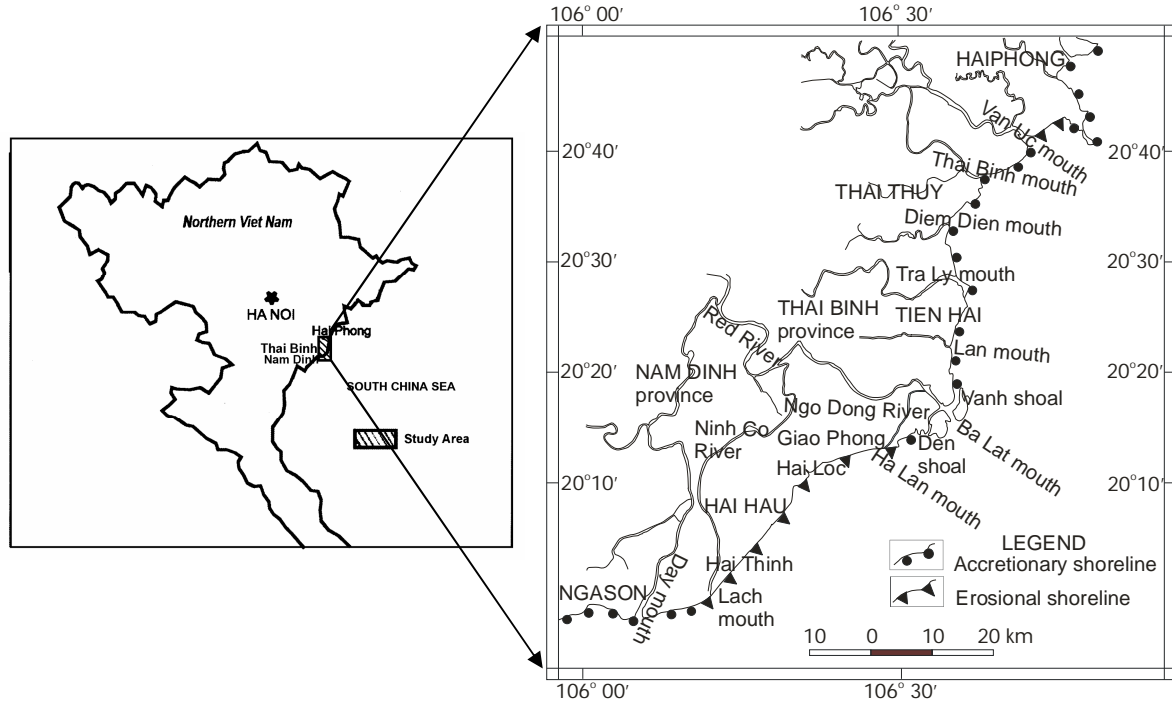 Northern Viet Nam
HA NOI
Hai Phong
Thai Binh
Nam Dinh
SOUTH CHINA SEA
Study Area
106° 00′
106° 30′
HAIPHONG
Van Uc mouth
20°40′
20°40′
Thai Binh mouth
THAI THUY
Diem Dien mouth
20°30′
20°30′
Tra Ly mouth
THAI BINH
province
TIEN HAI
Red River
Lan mouth
20°20′
20°20′
NAM DINH
province
Vanh shoal
Ngo Dong River
Ba Lat mouth
Ninh Co
River
Giao Phong
Den
shoal
Hai Loc
Ha Lan mouth
20°10′
20°10′
HAI HAU
LEGEND
Accretionary shoreline
Erosional shoreline
Hai Thinh
Day mouth
NGASON
Lach
mouth
10 0 10 20 km
106° 00′
106° 30′